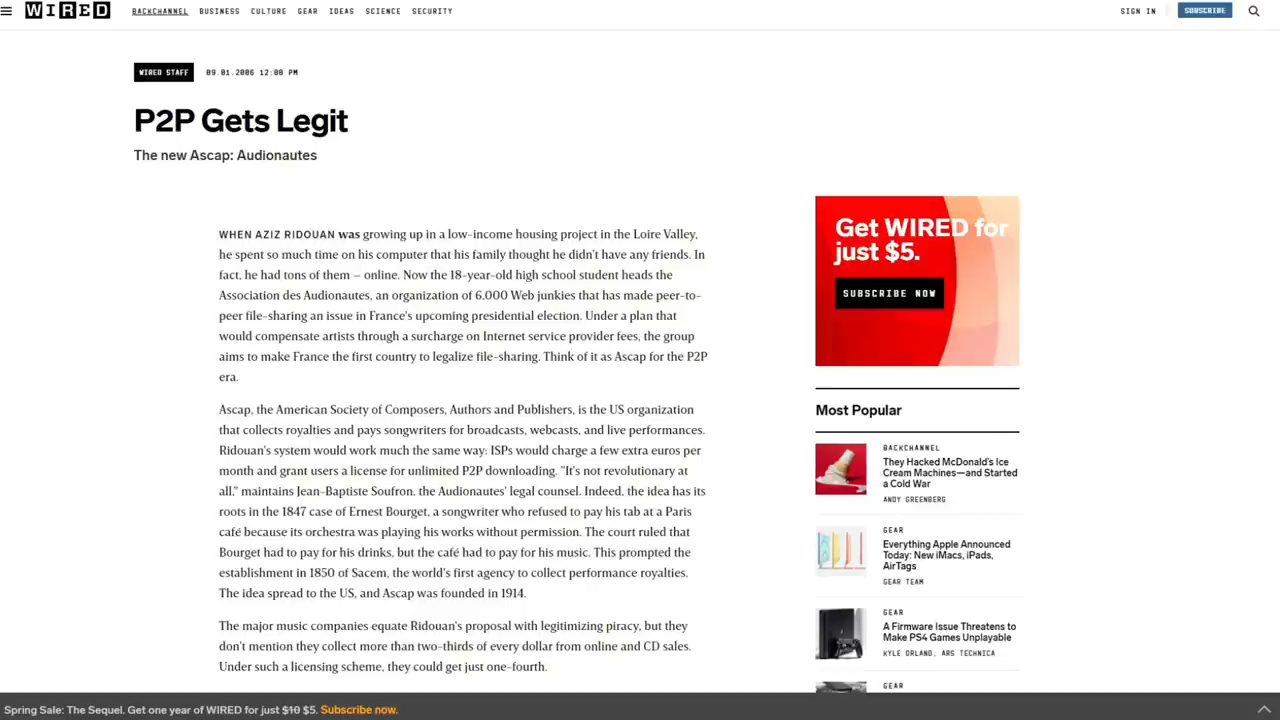 WIRED
BACKCHANNEL BUSINESS CULTURE GEAR IDEAS SCIENCE SECURITY
SIGN IN
SUBSCRIBE
WIRED STAFF
09.01.2006 12:00 PM
P2P Gets Legit
The new Ascap: Audionautes
WHEN AZIZ RIDOUAN was growing up in a low-income housing project in the Loire Valley,
he spent so much time on his computer that his family thought he didn't have any friends. In
fact, he had tons of them – online. Now the 18-year-old high school student heads the
Association des Audionautes, an organization of 6,000 Web junkies that has made peer-to-
peer file-sharing an issue in France's upcoming presidential election. Under a plan that
would compensate artists through a surcharge on Internet service provider fees, the group
aims to make France the first country to legalize file-sharing. Think of it as Ascap for the P2P
era.
Ascap, the American Society of Composers, Authors and Publishers, is the US organization
that collects royalties and pays songwriters for broadcasts, webcasts, and live performances.
Ridouan's system would work much the same way: ISPs would charge a few extra euros per
month and grant users a license for unlimited P2P downloading. "It's not revolutionary at
all," maintains Jean-Baptiste Soufron, the Audionautes' legal counsel. Indeed, the idea has its
roots in the 1847 case of Ernest Bourget, a songwriter who refused to pay his tab at a Paris
café because its orchestra was playing his works without permission. The court ruled that
Bourget had to pay for his drinks, but the café had to pay for his music. This prompted the
establishment in 1850 of Sacem, the world's first agency to collect performance royalties.
The idea spread to the US, and Ascap was founded in 1914.
The major music companies equate Ridouan's proposal with legitimizing piracy, but they
don't mention they collect more than two-thirds of every dollar from online and CD sales.
Under such a licensing scheme, they could get just one-fourth.
Get WIRED for
just $5.
SUBSCRIBE NOW
Most Popular
BACKCHANNEL
They Hacked McDonald's Ice
Cream Machines—and Started
a Cold War
ANDY GREENBERG
GEAR
Everything Apple Announced
Today: New iMacs, iPads,
AirTags
GEAR TEAM
GEAR
A Firmware Issue Threatens to
Make PS4 Games Unplayable
KYLE ORLAND, ARS TECHNICA
GEAR
Spring Sale: The Sequel. Get one year of WIRED for just $10 $5. Subscribe now.